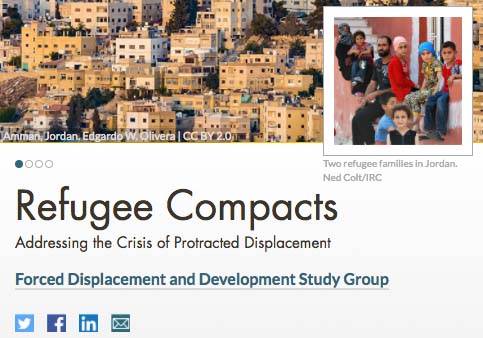 Amman, Jordan. Edgardo W. Olivera | CC BY 2.0
Two refugee families in Jordan.
Ned Colt/IRC
Refugee Compacts
Addressing the Crisis of Protracted Displacement
Forced Displacement and Development Study Group